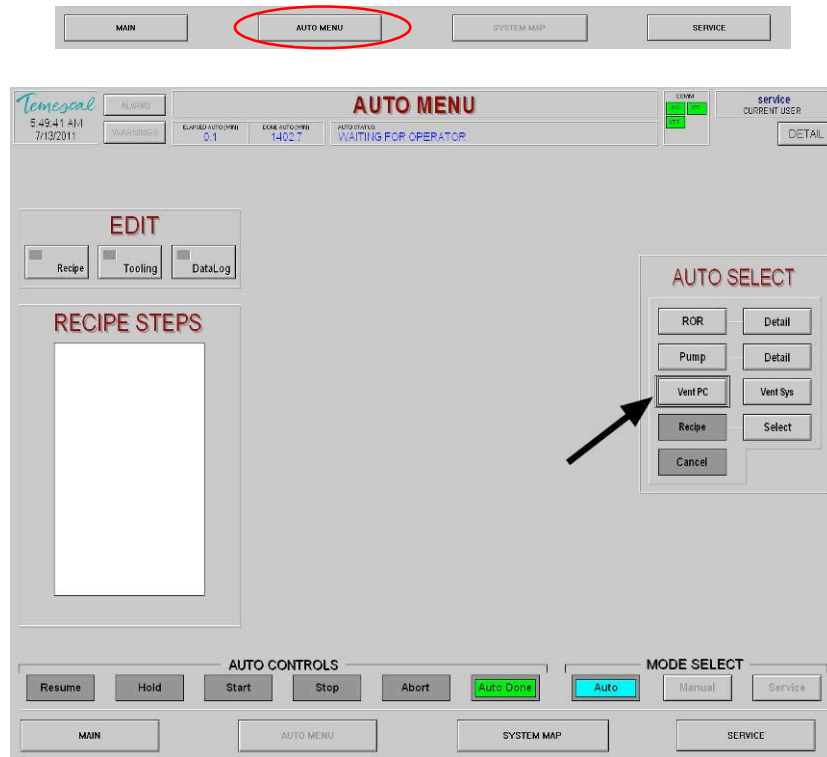 MAIN AUTO MENU SYSTEM MAP SERVICE
Temescal
5:49:41 AM
7/13/2011
ALARMS
WARNINGS
AUTO MENU
ELAPSED AUTO (MIN)
0.1
DONE AUTO (MIN)
1402.7
AUTO STATUS
WAITING FOR OPERATOR
COMM
service
CURRENT USER
DETAIL
EDIT
Recipe Tooling DataLog
RECIPE STEPS
AUTO SELECT
ROR Detail
Pump Detail
Vent PC Vent Sys
Recipe Select
Cancel
AUTO CONTROLS
Resume Hold Start Stop Abort Auto Done
MODE SELECT
Auto Manual Service
MAIN AUTO MENU SYSTEM MAP SERVICE